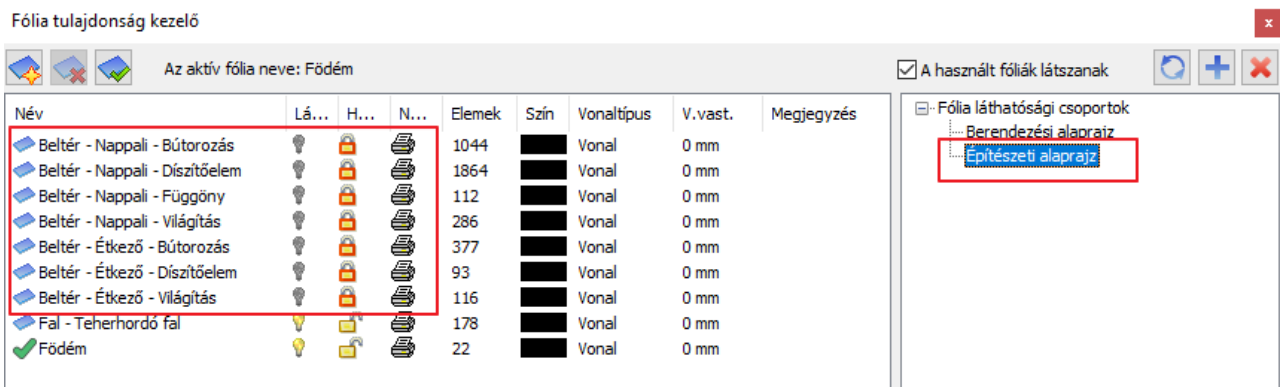 Fólia tulajdonság kezelő
x
Az aktív fólia neve: Födém
A használt fóliák látszanak
Név Lá... H... N... Elemek Szín Vonaltípus V.vast. Megjegyzés
Beltér - Nappali - Bútorozás 1044 Vonal 0 mm
Beltér - Nappali - Díszítőelem 1864 Vonal 0 mm
Beltér - Nappali - Függöny 112 Vonal 0 mm
Beltér - Nappali - Világítás 286 Vonal 0 mm
Beltér - Étkező - Bútorozás 377 Vonal 0 mm
Beltér - Étkező - Díszítőelem 93 Vonal 0 mm
Beltér - Étkező - Világítás 116 Vonal 0 mm
Fal - Teherhordó fal 178 Vonal 0 mm
Födém 22 Vonal 0 mm
Fólia láthatósági csoportok
Berendezési alaprajz
Építészeti alaprajz